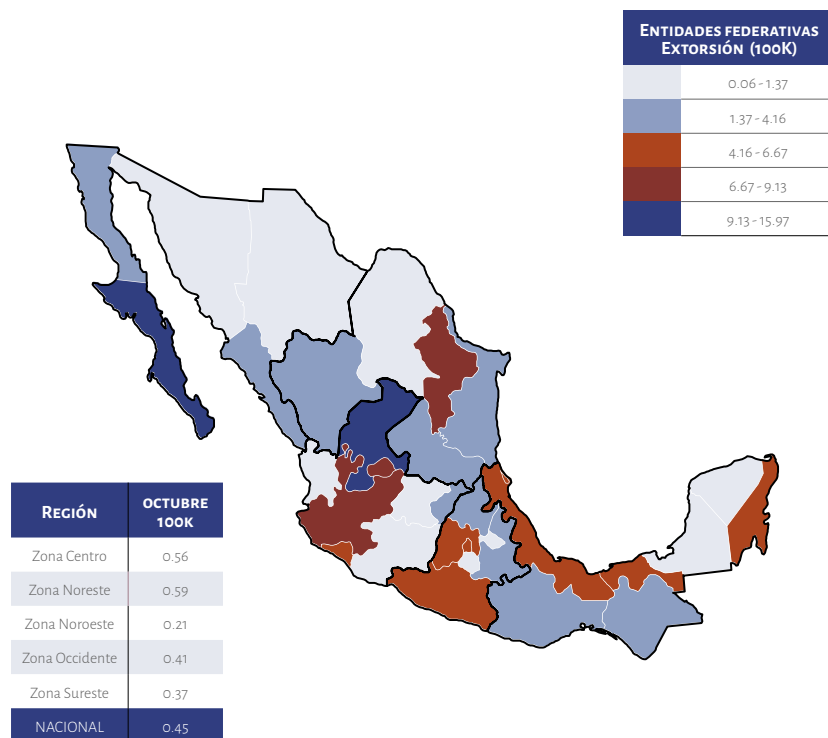 Entidades federativas
Extorsión (100K)
0.06 - 1.37
1.37 - 4.16
4.16 - 6.67
6.67 - 9.13
9.13 - 15.97
Región octubre
100k
Zona Centro 0.56
Zona Noreste 0.59
Zona Noroeste 0.21
Zona Occidente 0.41
Zona Sureste 0.37
NACIONAL 0.45